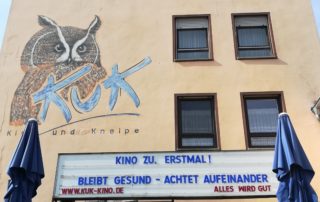 KUK
Kino und Kneipe
KINO ZU, ERSTMAL!
BLEIBT GESUND - ACHTET AUFEINANDER
WWW.KUK-KINO.DE ALLES WIRD GUT